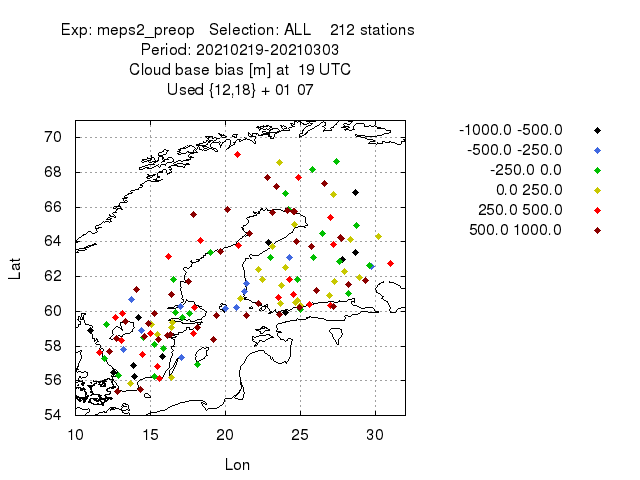 Exp: meps2_preop   Selection: ALL    212 stations
Period: 20210219-20210303
Cloud base bias [m] at  19 UTC
Used {12,18} + 01 07
70
68
66
64
62
60
58
56
54
Lat
10 15 20 25 30
Lon
-1000.0 -500.0
-500.0 -250.0
-250.0 0.0
0.0 250.0
250.0 500.0
500.0 1000.0